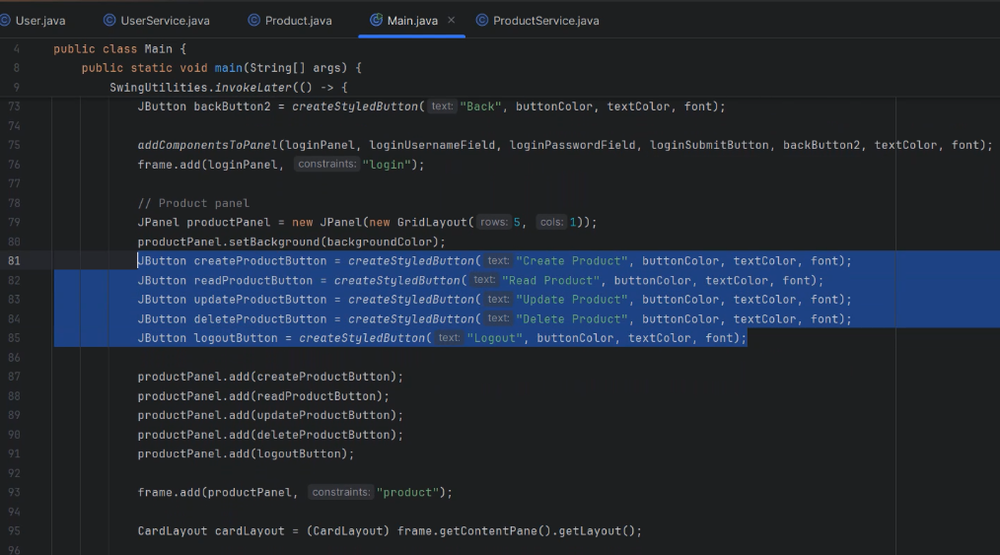 User.java UserService.java Product.java Main.java ProductService.java
4 public class Main {
8 public static void main(String[] args) {
9 SwingUtilities.invokeLater(() -> {
73 JButton backButton2 = createStyledButton( text: "Back", buttonColor, textColor, font);
74
75 addComponentsToPanel(loginPanel, loginUsernameField, loginPasswordField, loginSubmitButton, backButton2, textColor, font);
76 frame.add(loginPanel, constraints: "login");
77
78 // Product panel
79 JPanel productPanel = new JPanel(new GridLayout( rows: 5, cols: 1));
80 productPanel.setBackground(backgroundColor);
81 JButton createProductButton = createStyledButton( text: "Create Product", buttonColor, textColor, font);
82 JButton readProductButton = createStyledButton( text: "Read Product", buttonColor, textColor, font);
83 JButton updateProductButton = createStyledButton( text: "Update Product", buttonColor, textColor, font);
84 JButton deleteProductButton = createStyledButton( text: "Delete Product", buttonColor, textColor, font);
85 JButton logoutButton = createStyledButton( text: "Logout", buttonColor, textColor, font);
86
87 productPanel.add(createProductButton);
88 productPanel.add(readProductButton);
89 productPanel.add(updateProductButton);
90 productPanel.add(deleteProductButton);
91 productPanel.add(logoutButton);
92
93 frame.add(productPanel, constraints: "product");
94
95 CardLayout cardLayout = (CardLayout) frame.getContentPane().getLayout();
96